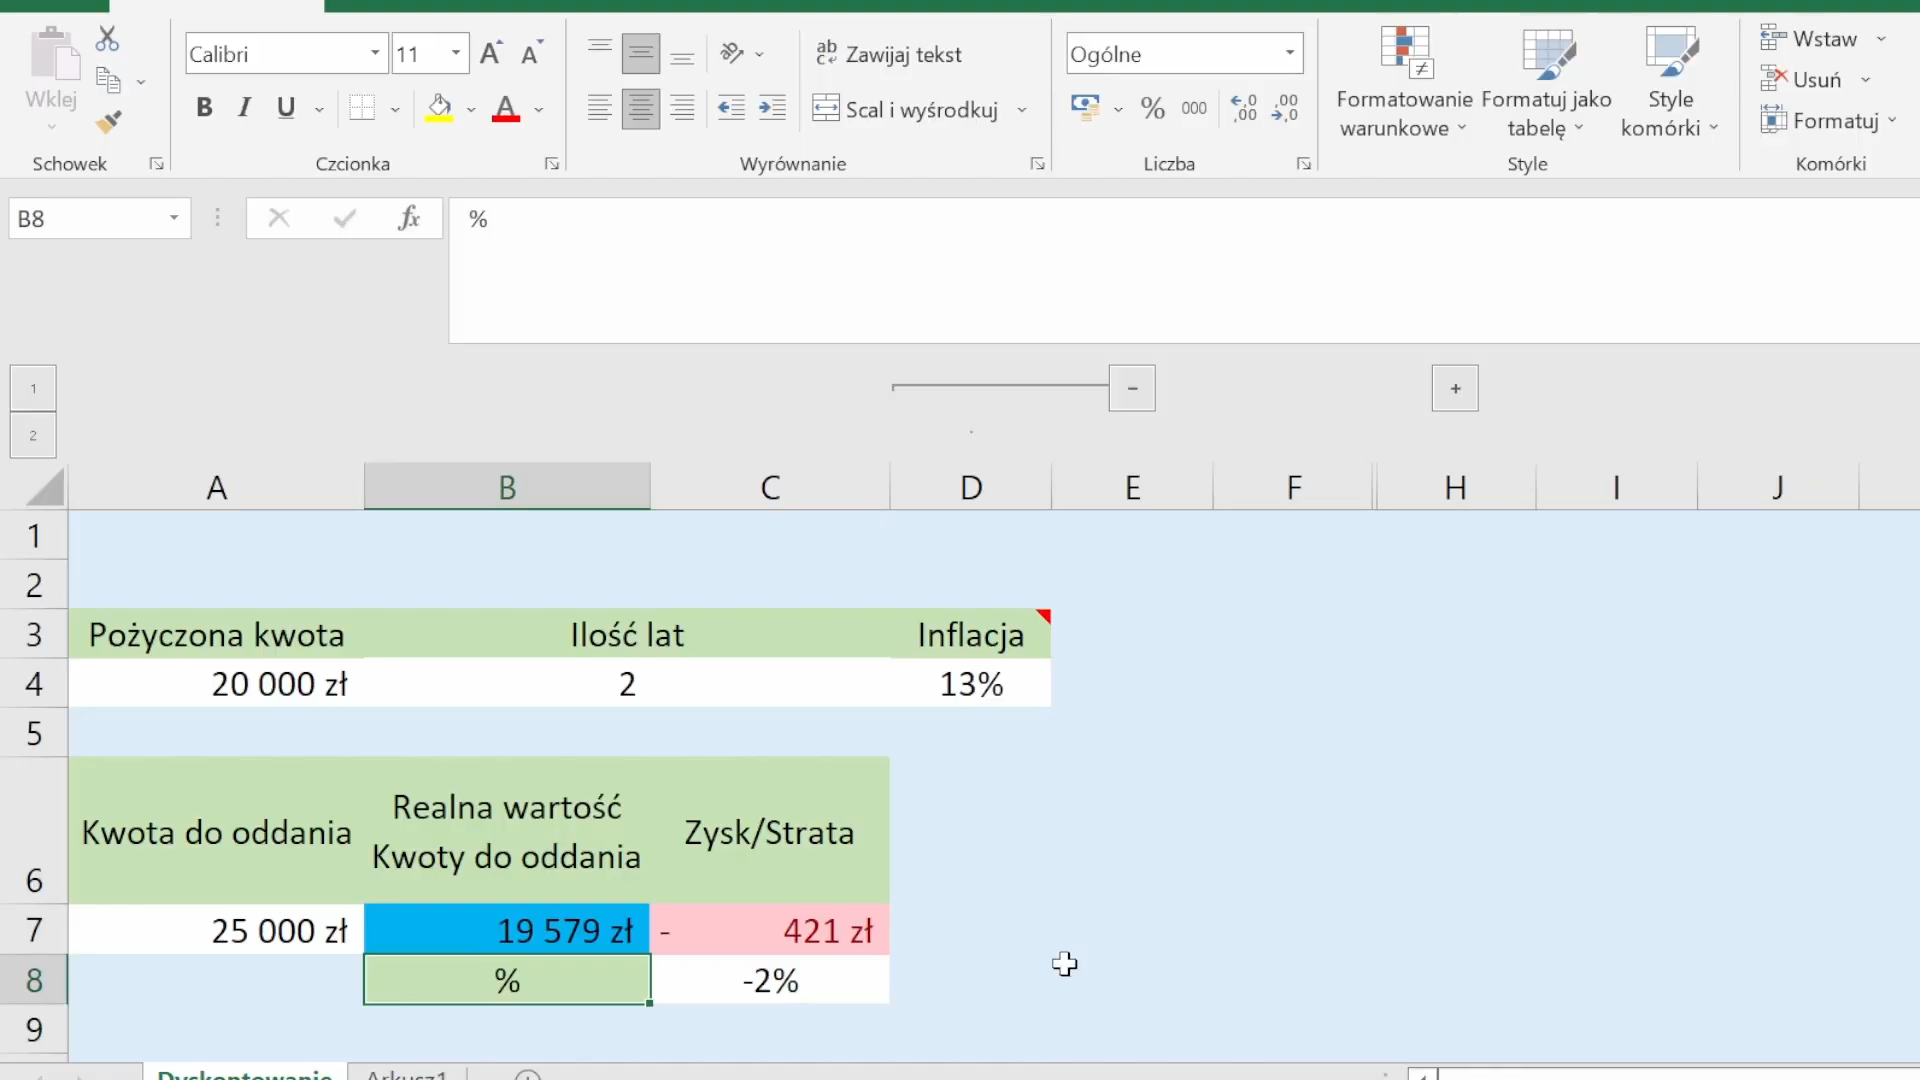 Calibri
11
A
A
ab
c
Zawijaj tekst
Ogólne
Wstaw
Usuń
Formatuj
Wklej
B I U
A
Scal i wyśrodkuj
% 000
Formatowanie
warunkowe
Formatuj jako
tabelę
Style
komórki
Schowek
Czcionka
Wyrównanie
Liczba
Style
Komórki
B8
fx
%
1
2
A B C D E F H I J
1
2
3 Pożyczona kwota Ilość lat Inflacja
4 20 000 zł 2 13%
5
Kwota do oddania
Realna wartość
Kwoty do oddania
Zysk/Strata
6
7 25 000 zł 19 579 zł - 421 zł
8 % -2%
9
Dyskontowanie Arkusz1